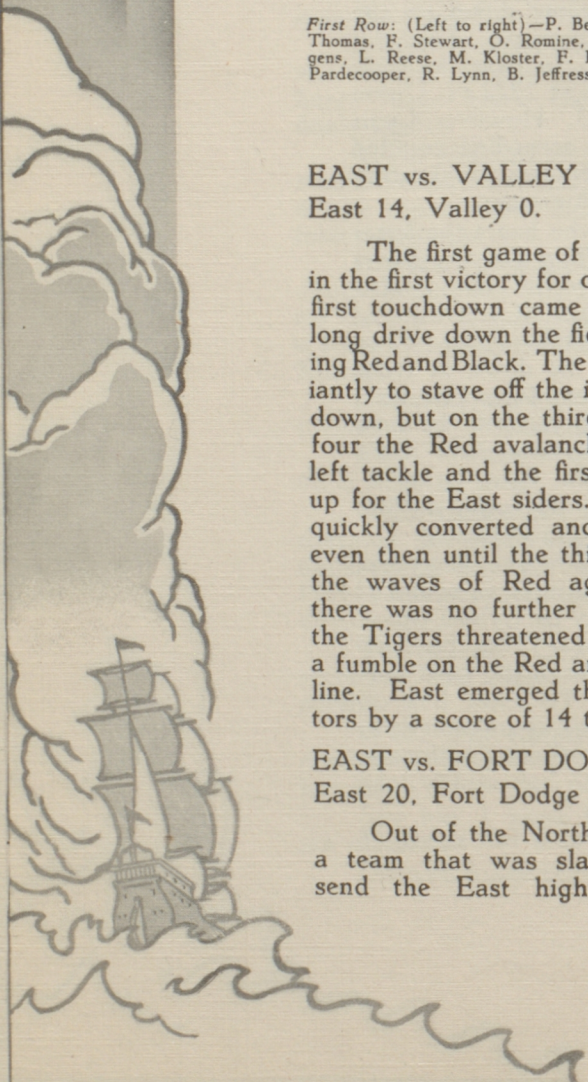 First Row: (Left to right)—P. Be
Thomas, F. Stewart, O. Romine,
gens, L. Reese, M. Kloster, F.
Pardecooper, R. Lynn, B. Jeffress
EAST vs. VALLEY
East 14, Valley 0.
The first game of
in the first victory for
first touchdown came
long drive down the fie
ing Red and Black. The
iantly to stave off the
down, but on the thir
four the Red avalanc
left tackle and the firs
up for the East siders.
quickly converted and
even then until the th
the waves of Red ag
there was no further
the Tigers threatened
a fumble on the Red a
line. East emerged th
tors by a score of 14 t
EAST vs. FORT DO
East 20, Fort Dodge
Out of the North
a team that was sla
send the East high